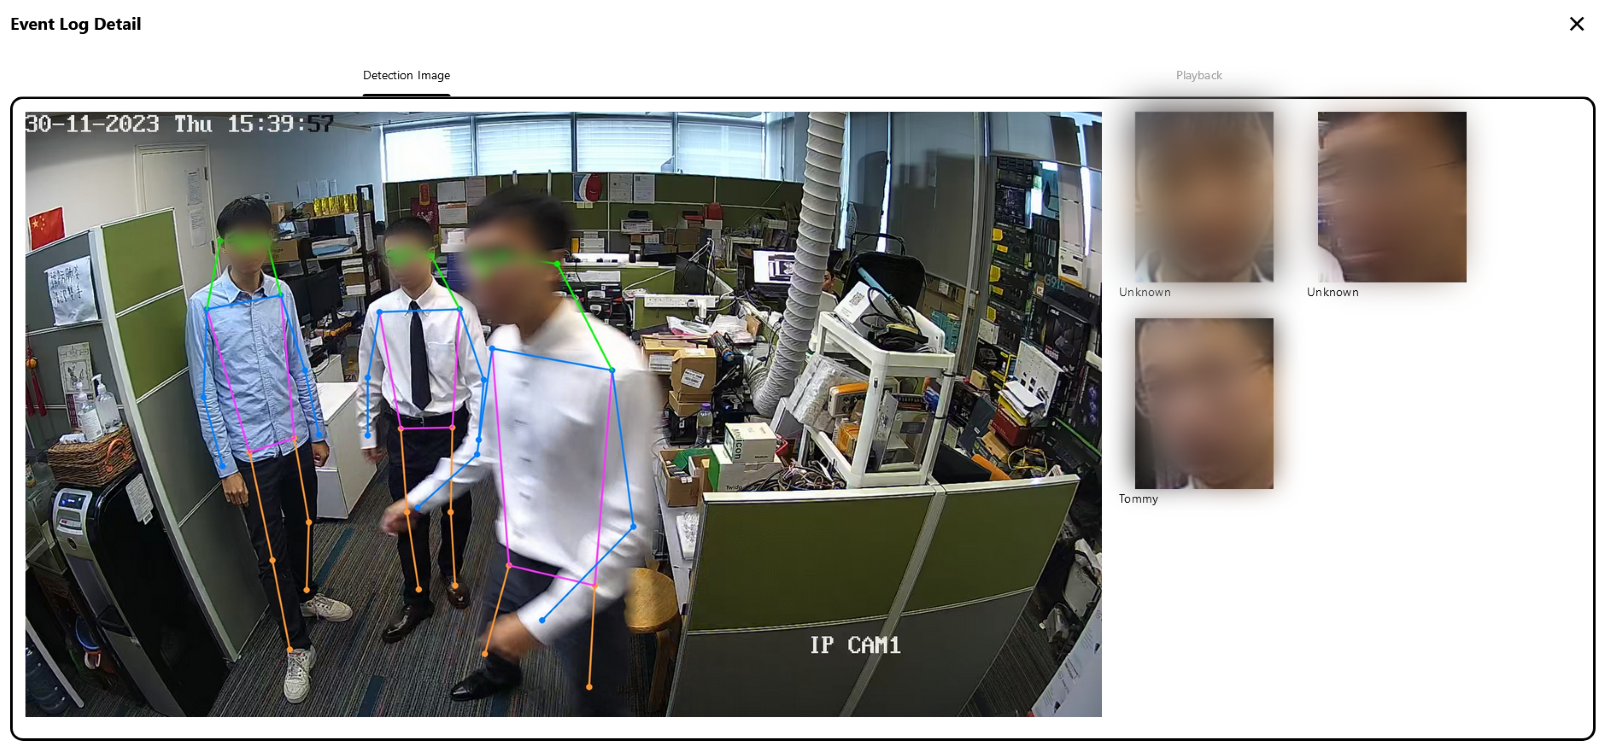 Event Log Detail
Detection Image
Playback
30-11-2023 Thu 15:39:57
IP CAM1
Unknown
Unknown
Tommy